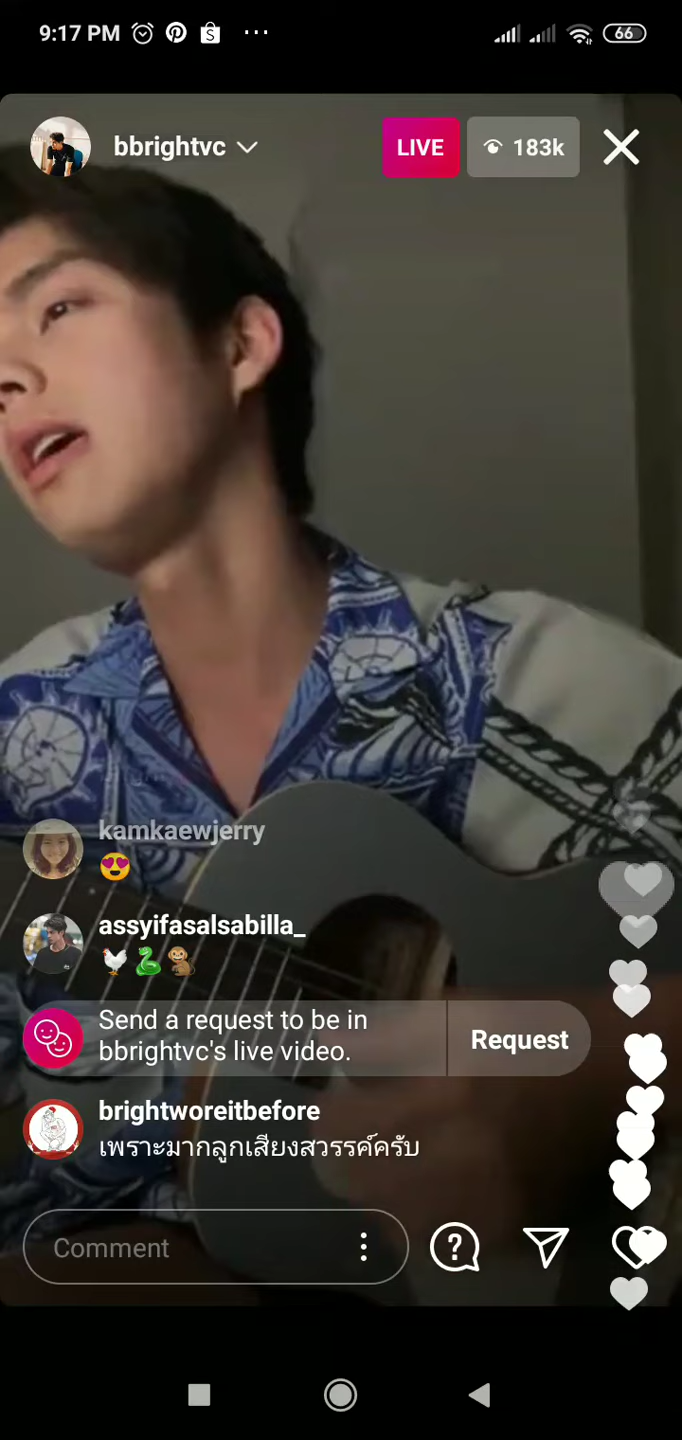 9:17 PM
66
bbrightvc
LIVE
183k
kamkaewjerry
😍
assyifasalsabilla_
🐓🐍🐒
Send a request to be in
bbrightvc's live video.
Request
brightworeitbefore
เพราะมากลูกเสียงสวรรค์ครับ
Comment